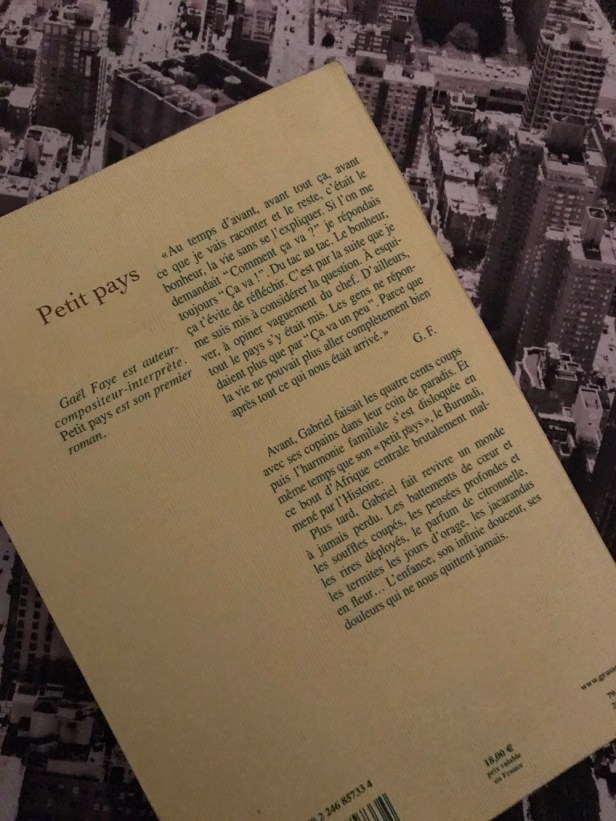 Petit pays
Gaël Faye est auteur-
compositeur-interprète.
Petit pays est son premier
roman.
«Au temps d'avant, avant tout ça, avant
ce que je vais raconter et le reste, c'était le
bonheur, la vie sans se l'expliquer. Si l'on me
demandait "Comment ça va ?" je répondais
toujours "Ça va !". Du tac au tac. Le bonheur,
ça t'évite de réfléchir. C'est par la suite que je
me suis mis à considérer la question. À esqui-
ver, à opiner vaguement du chef. D'ailleurs,
tout le pays s'y était mis. Les gens ne répon-
daient plus que par "Ça va un peu". Parce que
la vie ne pouvait plus aller complètement bien
après tout ce qui nous était arrivé.»
G. F.
Avant, Gabriel faisait les quatre cents coups
avec ses copains dans leur coin de paradis. Et
puis l'harmonie familiale s'est disloquée en
même temps que son «petit pays», le Burundi,
ce bout d'Afrique centrale brutalement mal-
mené par l'Histoire.
Plus tard, Gabriel fait revivre un monde
à jamais perdu. Les battements de cœur et
les souffles coupés, les pensées profondes et
les rires déployés, le parfum de citronnelle,
les termites les jours d'orage, les jacarandas
en fleur… L'enfance, son infinie douceur, ses
douleurs qui ne nous quittent jamais.
18,00 €
prix valable
en France
2 246 85733 4